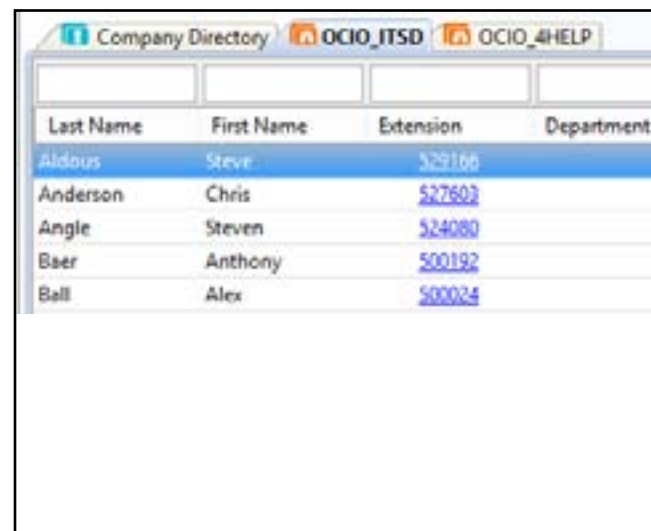 Company Directory OCIO_ITSD OCIO_4HELP
Last Name First Name Extension Department
Aldous Steve 529166
Anderson Chris 527603
Angle Steven 524080
Baer Anthony 500192
Ball Alex 500024